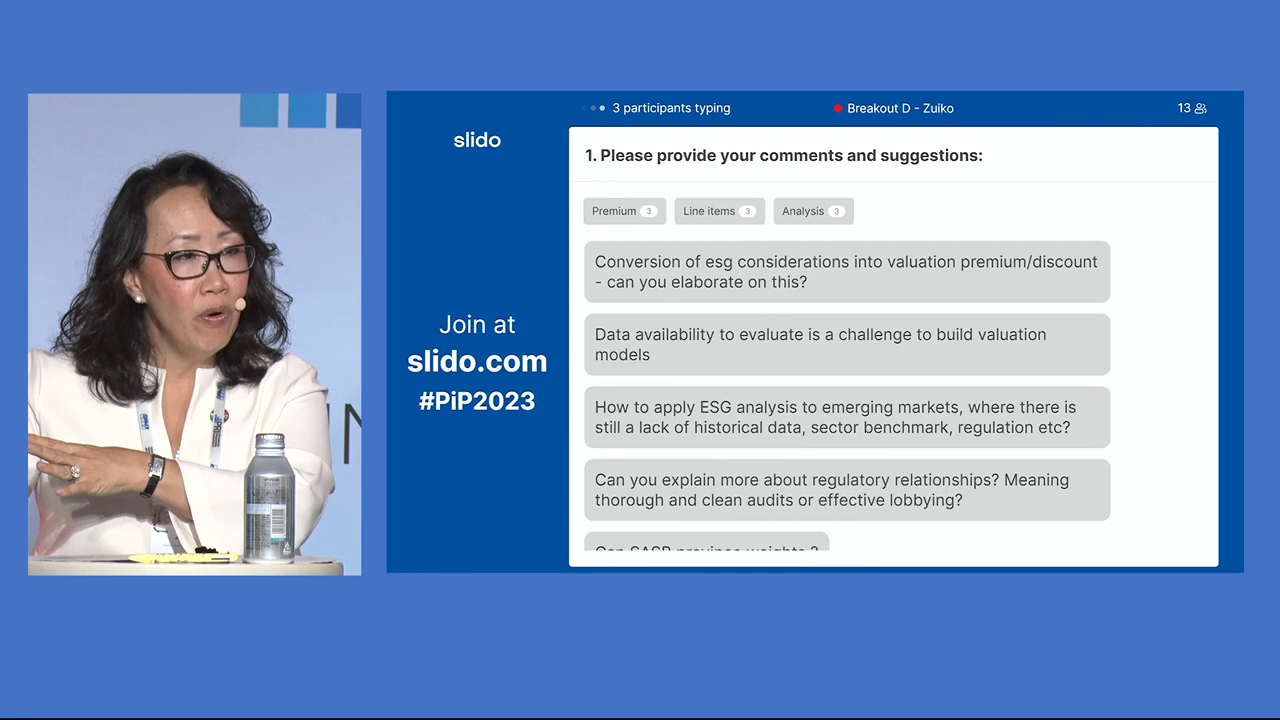 3 participants typing
Breakout D - Zuiko
13
slido
1. Please provide your comments and suggestions:
Premium 3
Line items 3
Analysis 3
Conversion of esg considerations into valuation premium/discount
- can you elaborate on this?
Data availability to evaluate is a challenge to build valuation
models
How to apply ESG analysis to emerging markets, where there is
still a lack of historical data, sector benchmark, regulation etc?
Can you explain more about regulatory relationships? Meaning
thorough and clean audits or effective lobbying?
Join at
slido.com
#PiP2023